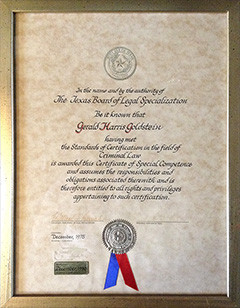 In the name and by the authority of
The Texas Board of Legal Specialization
Be it known that
Gerald Harris Goldstein
having met
the Standards of Certification in the field of
Criminal Law
is awarded this Certificate of Special Competence
and assumes the responsibilities and
obligations associated therewith and is
therefore entitled to all rights and privileges
appertaining to such certification.
December, 1975